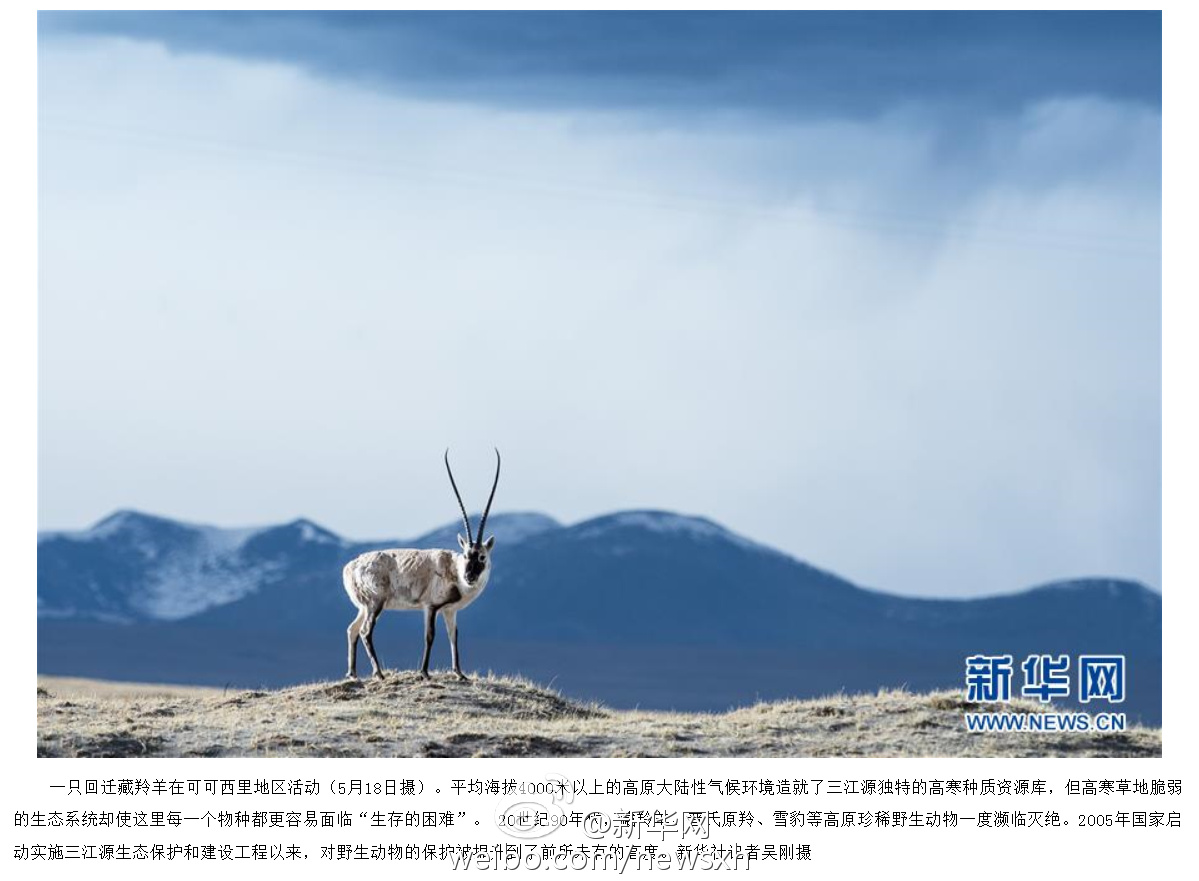 新华网
WWW.NEWS.CN
一只回迁藏羚羊在可可西里地区活动（5月18日摄）。平均海拔4000米以上的高原大陆性气候环境造就了三江源独特的高寒种质资源库，但高寒草地脆弱
的生态系统却使这里每一个物种都更容易面临“生存的困难”。 20世纪90年代，藏羚羊、普氏原羚、雪豹等高原珍稀野生动物一度濒临灭绝。2005年国家启
动实施三江源生态保护和建设工程以来，对野生动物的保护被提升到了前所未有的高度。新华社记者吴刚摄
@新华网
weibo.com/newsxh